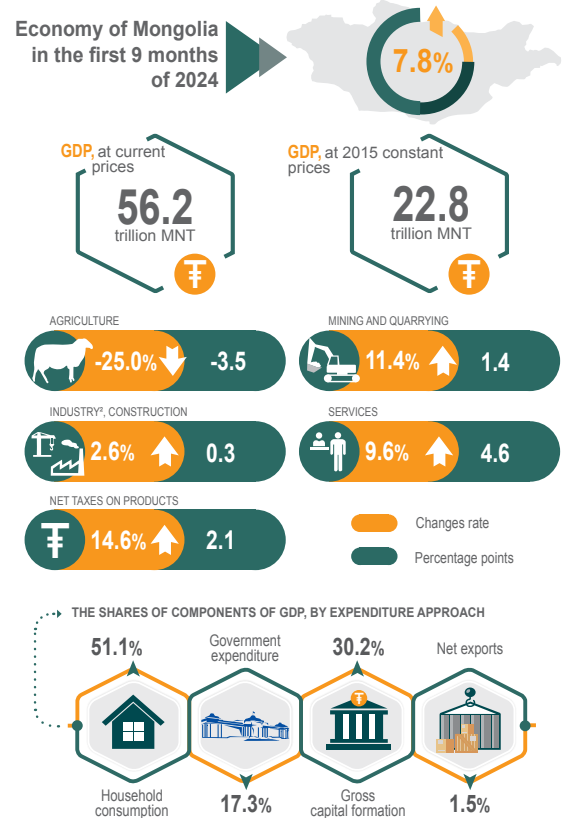 Economy of Mongolia
in the first 9 months
of 2024
7.8%
GDP, at current
prices
56.2
trillion MNT
₮
GDP, at 2015 constant
prices
22.8
trillion MNT
₮
AGRICULTURE
-25.0%
-3.5
MINING AND QUARRYING
11.4%
1.4
INDUSTRY², CONSTRUCTION
2.6%
0.3
SERVICES
9.6%
4.6
NET TAXES ON PRODUCTS
₮
14.6%
2.1
Changes rate
Percentage points
THE SHARES OF COMPONENTS OF GDP, BY EXPENDITURE APPROACH
51.1%
Household
consumption
Government
expenditure
17.3%
30.2%
₮
Gross
capital formation
Net exports
1.5%